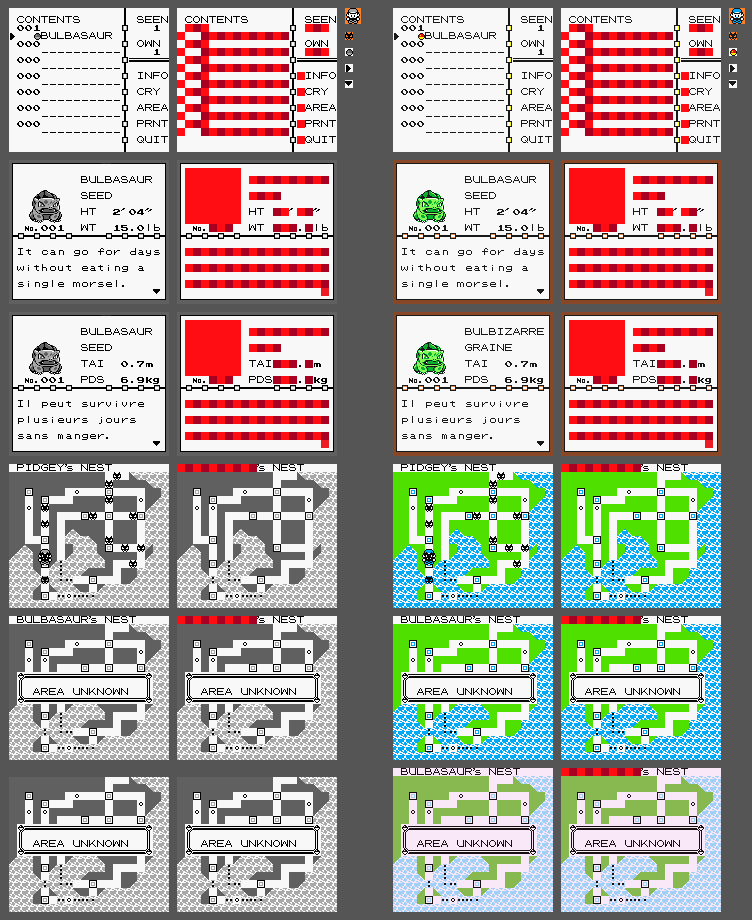 CONTENTS SEEN
001 1
BULBASAUR
000 OWN
1
000
000 INFO
000 CRY
000 AREA
000 PRNT
QUIT
CONTENTS SEEN
OWN
INFO
CRY
AREA
PRNT
QUIT
CONTENTS SEEN
001 1
BULBASAUR
000 OWN
1
000
000 INFO
000 CRY
000 AREA
000 PRNT
QUIT
CONTENTS SEEN
OWN
INFO
CRY
AREA
PRNT
QUIT
BULBASAUR
SEED
HT 2'04"
No.001 WT 15.0lb
It can go for days
without eating a
single morsel.
HT ' "
No. WT . lb
BULBASAUR
SEED
HT 2'04"
No.001 WT 15.0lb
It can go for days
without eating a
single morsel.
HT ' "
No. WT . lb
BULBASAUR
SEED
TAI 0.7m
No.001 PDS 6.9kg
Il peut survivre
plusieurs jours
sans manger.
TAI . m
No. PDS . kg
BULBIZARRE
GRAINE
TAI 0.7m
No.001 PDS 6.9kg
Il peut survivre
plusieurs jours
sans manger.
TAI . m
No. PDS . kg
PIDGEY's NEST
's NEST
PIDGEY's NEST
's NEST
BULBASAUR's NEST
AREA UNKNOWN
's NEST
AREA UNKNOWN
BULBASAUR's NEST
AREA UNKNOWN
's NEST
AREA UNKNOWN
AREA UNKNOWN
AREA UNKNOWN
BULBASAUR's NEST
AREA UNKNOWN
's NEST
AREA UNKNOWN